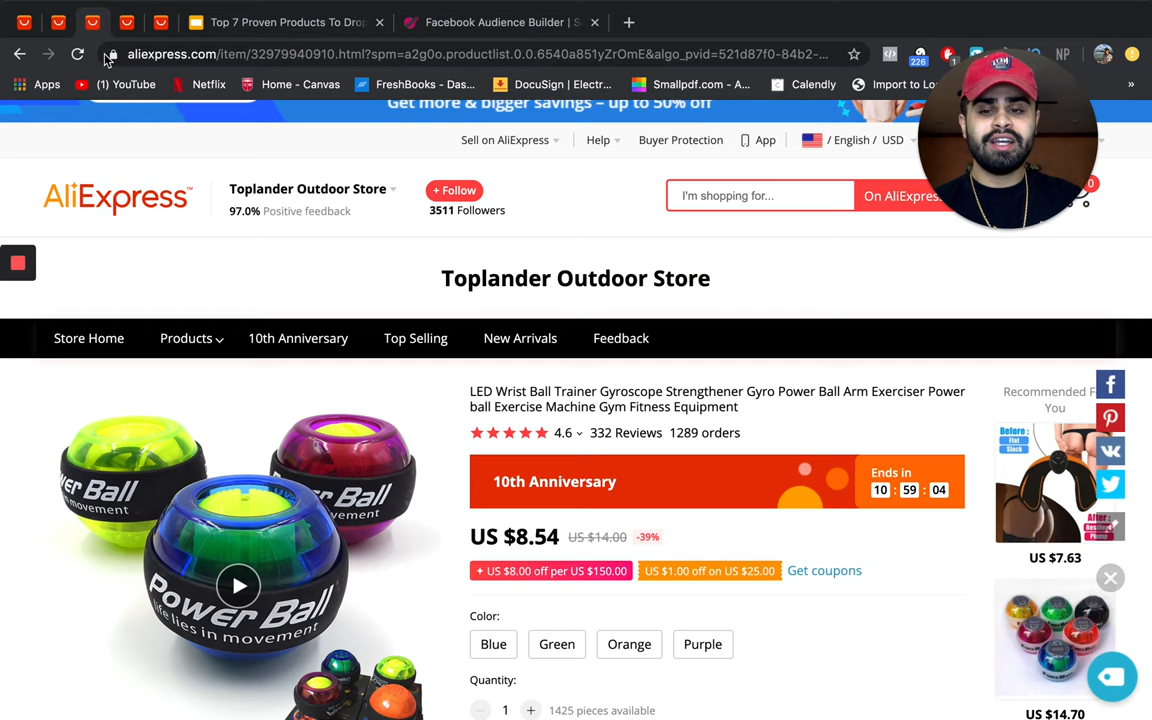 Top 7 Proven Products To Drop
Facebook Audience Builder | S
aliexpress.com/item/32979940910.html?spm=a2g0o.productlist.0.0.6540a851yZrOmE&algo_pvid=521d87f0-84b2-...
226
1
NP
Apps
(1) YouTube
Netflix
Home - Canvas
FreshBooks - Das...
DocuSign | Electr...
Smallpdf.com - A...
Calendly
Import to Lo
»
Get more & bigger savings – up to 50% off
Sell on AliExpress
Help
Buyer Protection
App
/ English / USD
AliExpress™
Toplander Outdoor Store
97.0% Positive feedback
+ Follow
3511 Followers
I'm shopping for...
On AliExpress
0
Toplander Outdoor Store
Store Home
Products
10th Anniversary
Top Selling
New Arrivals
Feedback
LED Wrist Ball Trainer Gyroscope Strengthener Gyro Power Ball Arm Exerciser Power
ball Exercise Machine Gym Fitness Equipment
4.6
332 Reviews
1289 orders
10th Anniversary
Ends in
10 : 59 : 04
US $8.54
US $14.00
-39%
US $8.00 off per US $150.00
US $1.00 off on US $25.00
Get coupons
Color:
Blue
Green
Orange
Purple
Quantity:
1
1425 pieces available
Power Ball
life lies in movement
Recommended F
You
Before :
After :
US $7.63
US $14.70